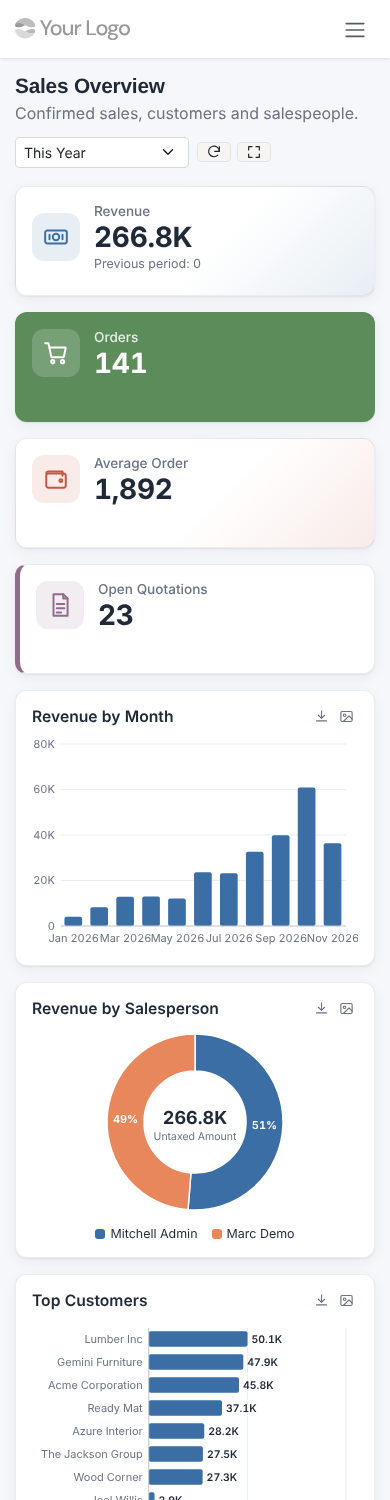 Your Logo
Sales Overview
Confirmed sales, customers and salespeople.
This Year
Revenue
266.8K
Previous period: 0
Orders
141
Average Order
1,892
Open Quotations
23
Revenue by Month
80K
60K
40K
20K
0
Jan 2026 Mar 2026 May 2026 Jul 2026 Sep 2026 Nov 2026
Revenue by Salesperson
49%
266.8K
Untaxed Amount
51%
Mitchell Admin Marc Demo
Top Customers
Lumber Inc 50.1K
Gemini Furniture 47.9K
Acme Corporation 45.8K
Ready Mat 37.1K
Azure Interior 28.2K
The Jackson Group 27.5K
Wood Corner 27.3K